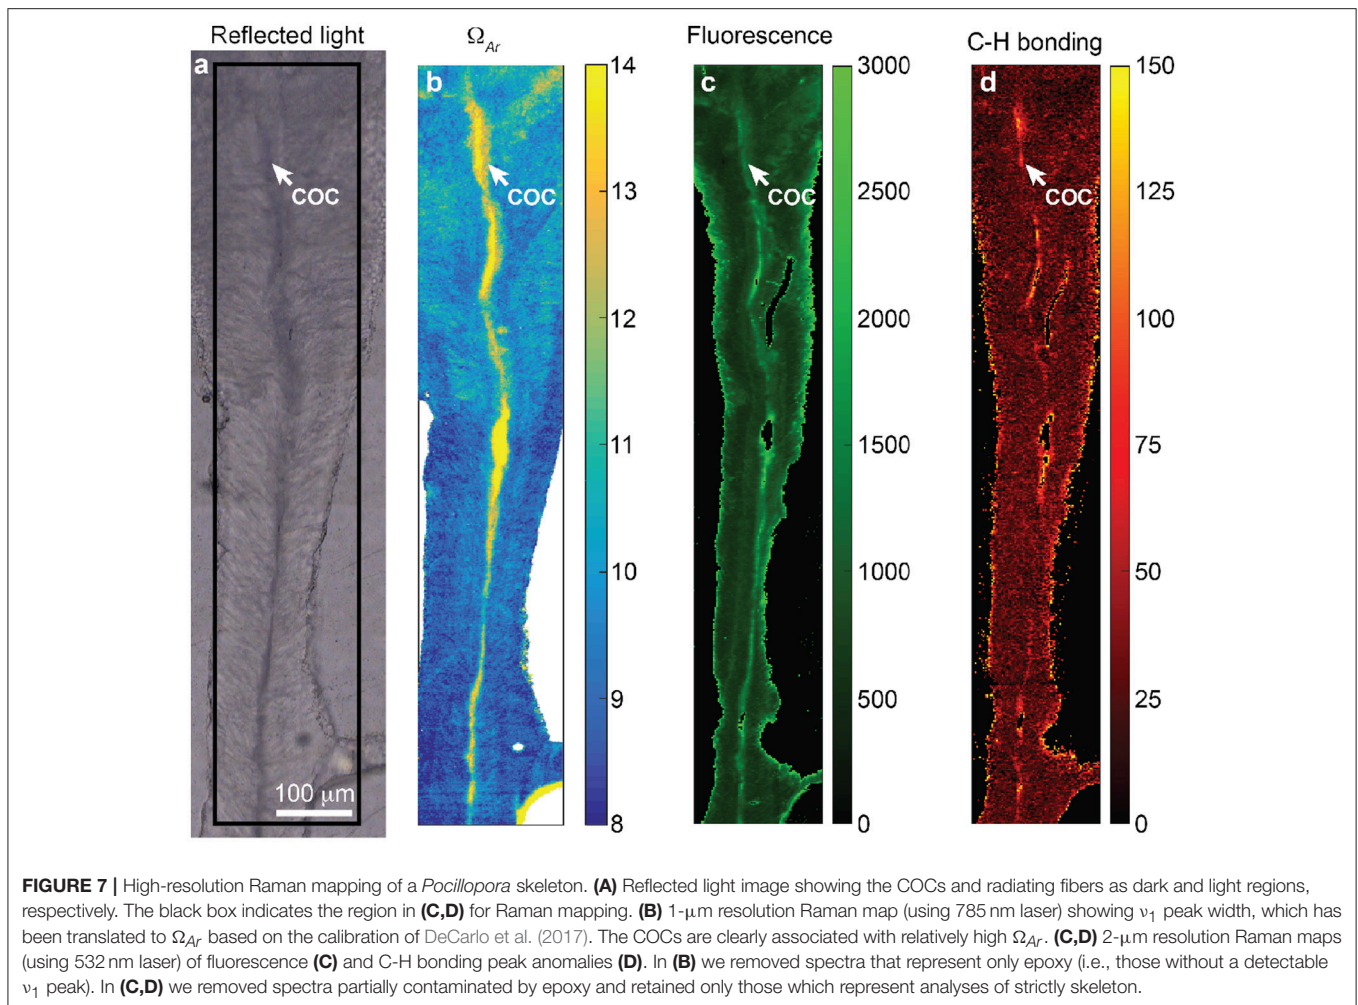 Reflected light
Ω_Ar
Fluorescence
C-H bonding
a
b
c
d
COC
COC
COC
COC
100 μm
14
13
12
11
10
9
8
3000
2500
2000
1500
1000
500
0
150
125
100
75
50
25
0
FIGURE 7 | High-resolution Raman mapping of a Pocillopora skeleton. (A) Reflected light image showing the COCs and radiating fibers as dark and light regions,
respectively. The black box indicates the region in (C,D) for Raman mapping. (B) 1-μm resolution Raman map (using 785 nm laser) showing ν₁ peak width, which has
been translated to Ω_Ar based on the calibration of DeCarlo et al. (2017). The COCs are clearly associated with relatively high Ω_Ar. (C,D) 2-μm resolution Raman maps
(using 532 nm laser) of fluorescence (C) and C-H bonding peak anomalies (D). In (B) we removed spectra that represent only epoxy (i.e., those without a detectable
ν₁ peak). In (C,D) we removed spectra partially contaminated by epoxy and retained only those which represent analyses of strictly skeleton.